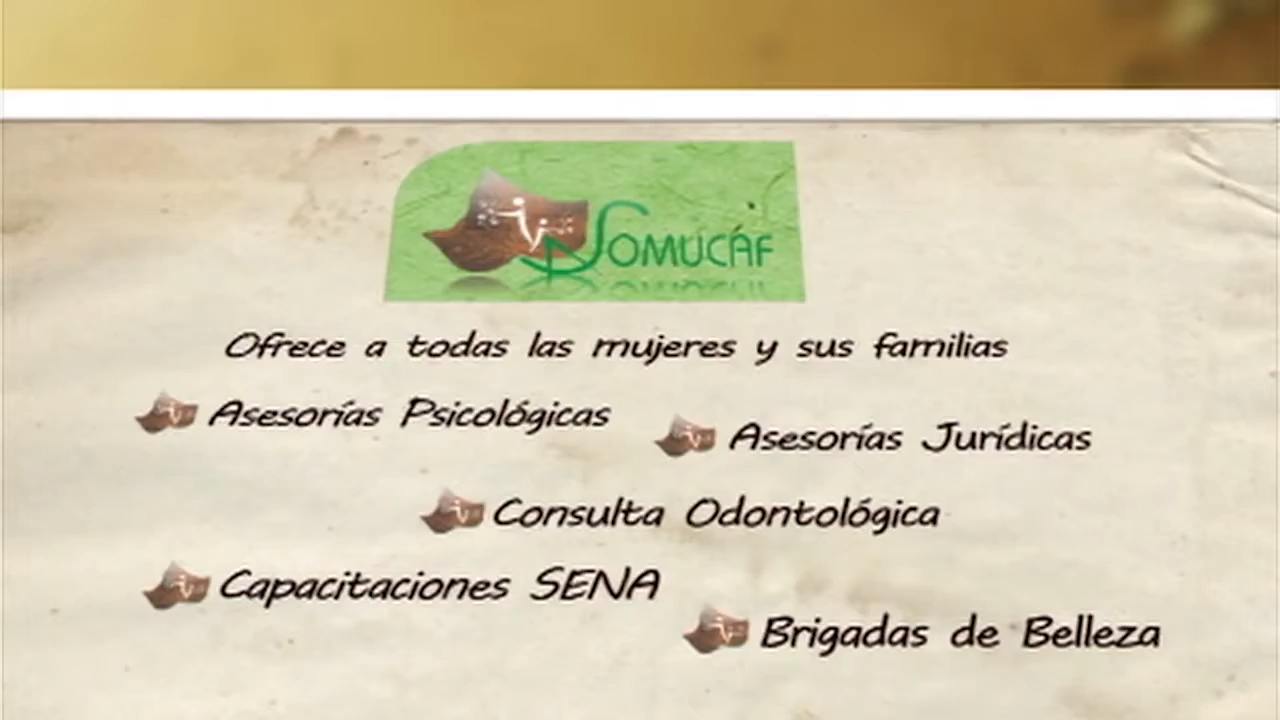 SOMUCAF
Ofrece a todas las mujeres y sus familias
Asesorías Psicológicas
Asesorías Jurídicas
Consulta Odontológica
Capacitaciones SENA
Brigadas de Belleza